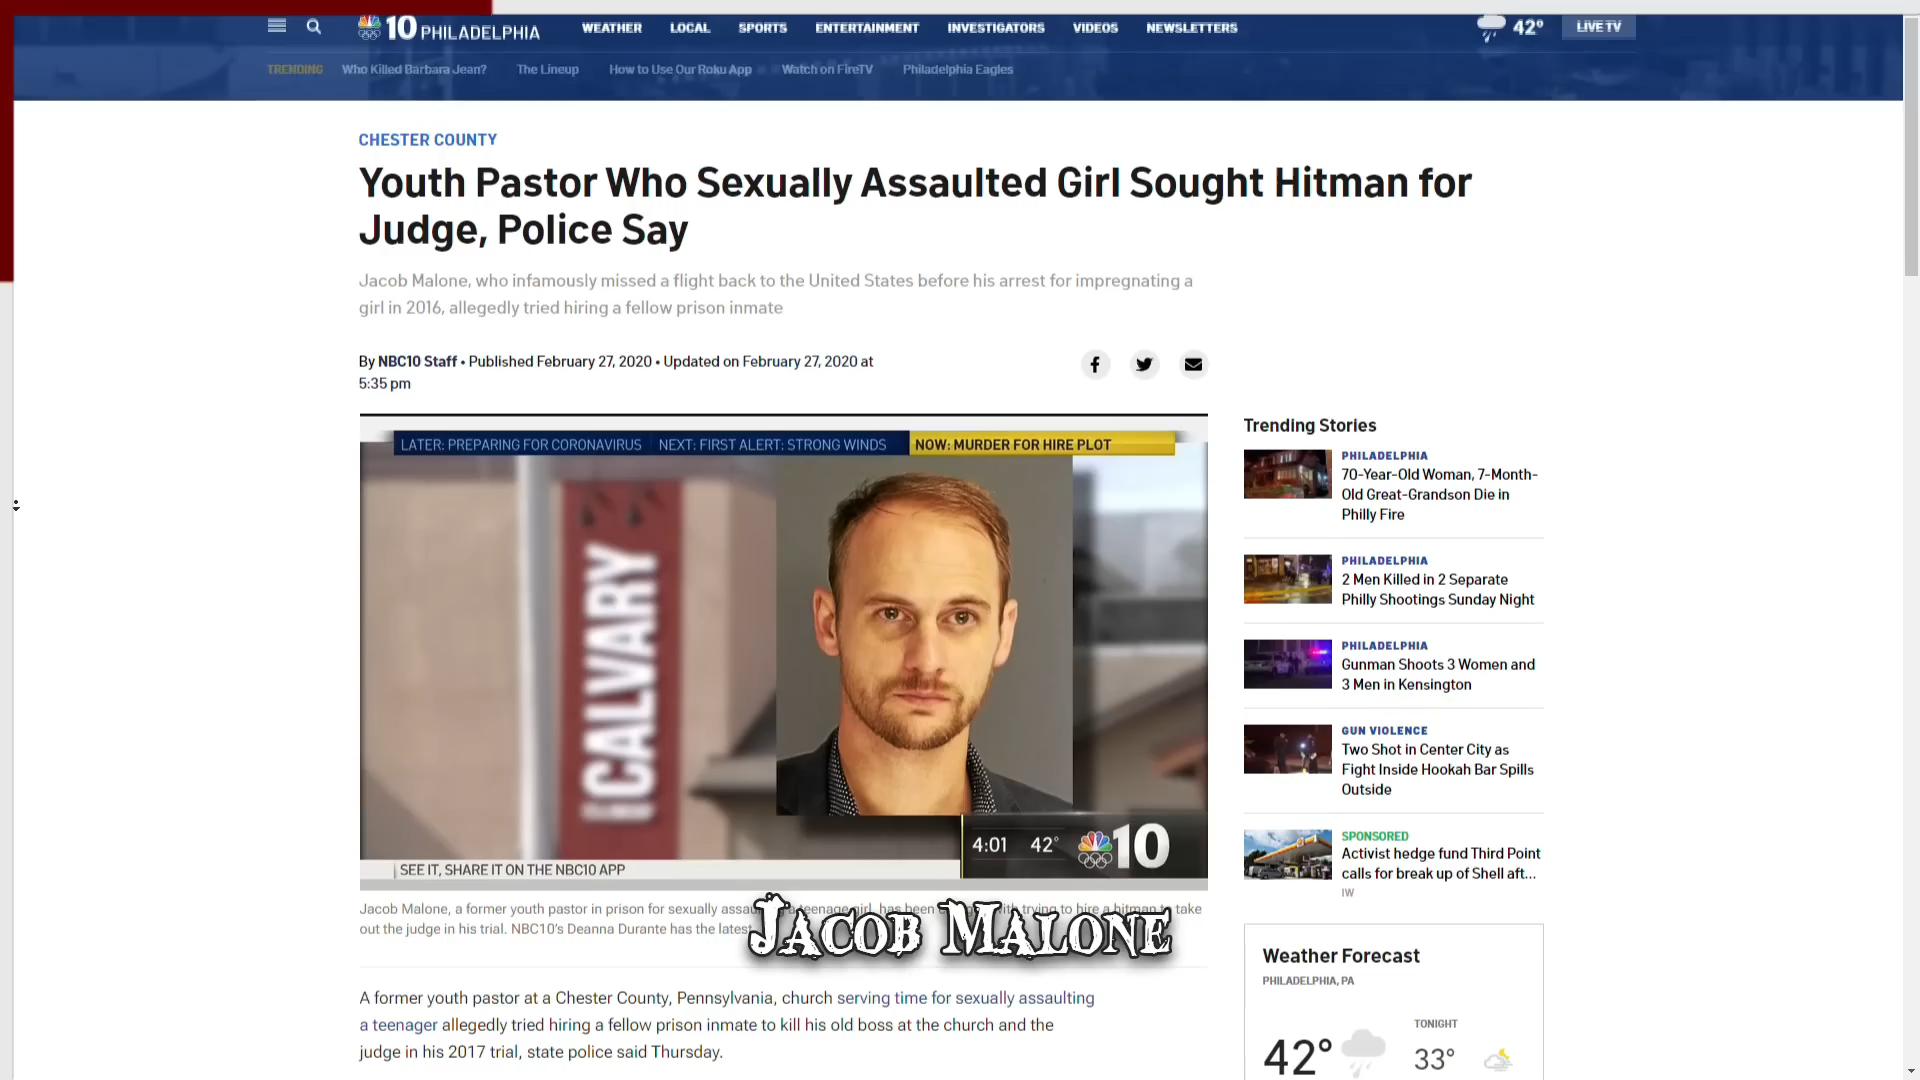 10 PHILADELPHIA
WEATHER LOCAL SPORTS ENTERTAINMENT INVESTIGATORS VIDEOS NEWSLETTERS
42º
LIVE TV
TRENDING Who Killed Barbara Jean? The Lineup How to Use Our Roku App Watch on FireTV Philadelphia Eagles
CHESTER COUNTY
Youth Pastor Who Sexually Assaulted Girl Sought Hitman for
Judge, Police Say
Jacob Malone, who infamously missed a flight back to the United States before his arrest for impregnating a
girl in 2016, allegedly tried hiring a fellow prison inmate
By NBC10 Staff • Published February 27, 2020 • Updated on February 27, 2020 at
5:35 pm
LATER: PREPARING FOR CORONAVIRUS NEXT: FIRST ALERT: STRONG WINDS NOW: MURDER FOR HIRE PLOT
CALVARY
4:01 42° 10
SEE IT, SHARE IT ON THE NBC10 APP
Jacob Malone, a former youth pastor in prison for sexually teenage girl, has been with trying to hire a hitman to take
out the judge in his trial. NBC10's Deanna Durante has the latest
JACOB MALONE
A former youth pastor at a Chester County, Pennsylvania, church serving time for sexually assaulting
a teenager allegedly tried hiring a fellow prison inmate to kill his old boss at the church and the
judge in his 2017 trial, state police said Thursday.
Trending Stories
PHILADELPHIA
70-Year-Old Woman, 7-Month-
Old Great-Grandson Die in
Philly Fire
PHILADELPHIA
2 Men Killed in 2 Separate
Philly Shootings Sunday Night
PHILADELPHIA
Gunman Shoots 3 Women and
3 Men in Kensington
GUN VIOLENCE
Two Shot in Center City as
Fight Inside Hookah Bar Spills
Outside
SPONSORED
Activist hedge fund Third Point
calls for break up of Shell aft...
IW
Weather Forecast
PHILADELPHIA, PA
42°
TONIGHT
33°